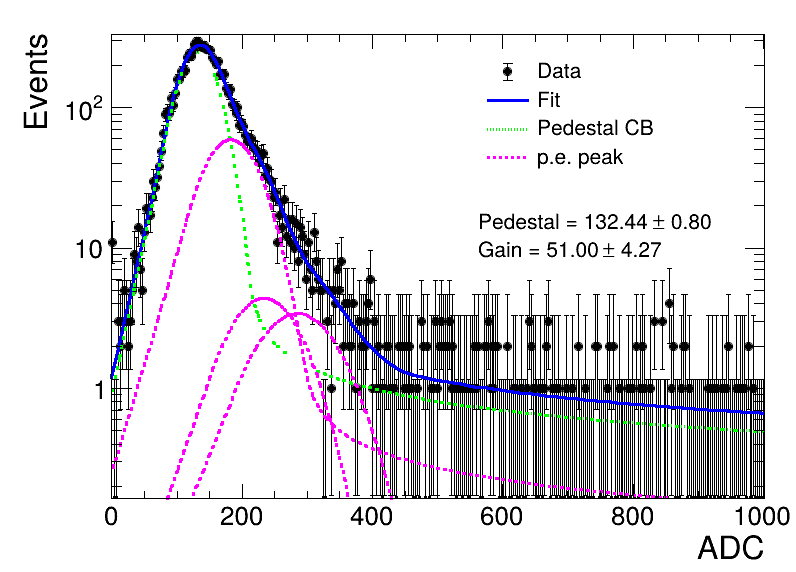 Events
10²
10
1
Data
Fit
Pedestal CB
p.e. peak
Pedestal = 132.44 ± 0.80
Gain = 51.00 ± 4.27
0 200 400 600 800 1000
ADC